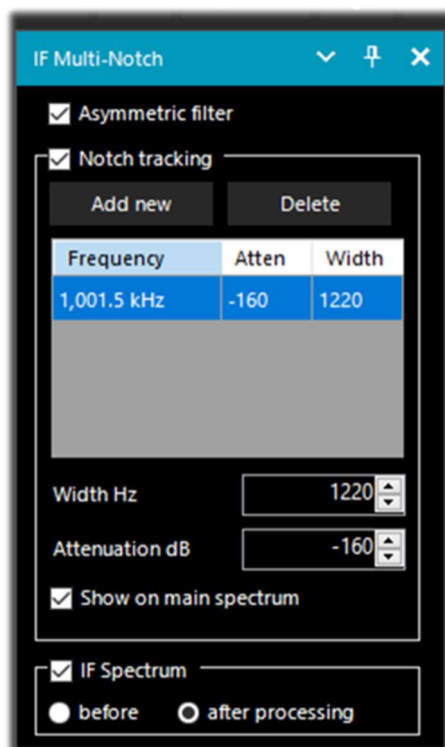 IF Multi-Notch
Asymmetric filter
Notch tracking
Add new Delete
Frequency Atten Width
1,001.5 kHz -160 1220
Width Hz 1220
Attenuation dB -160
Show on main spectrum
IF Spectrum
before after processing